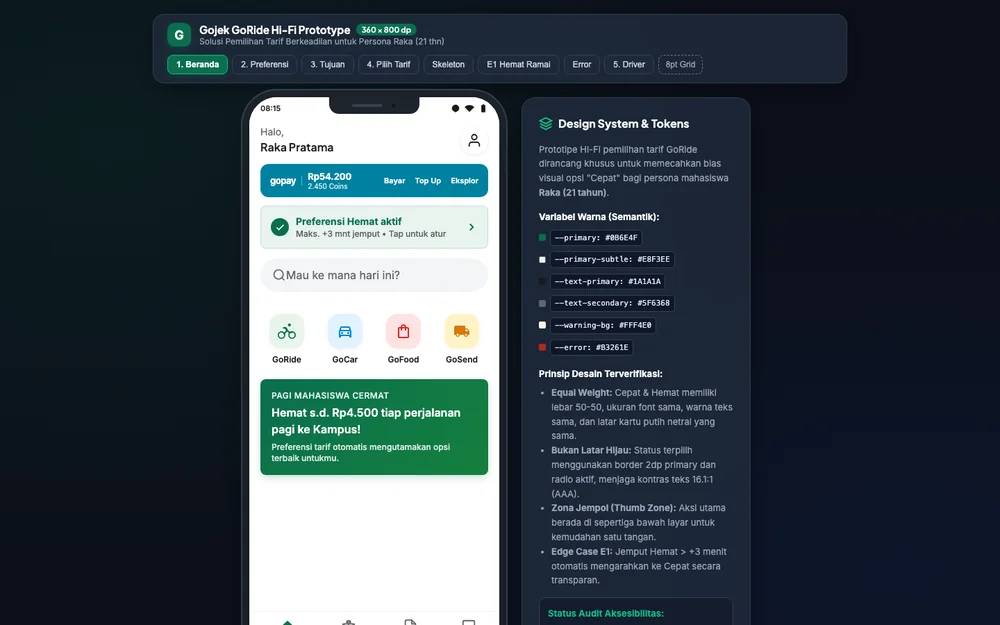 G
Gojek GoRide Hi-Fi Prototype 360 × 800 dp
Solusi Pemilihan Tarif Berkeadilan untuk Persona Raka (21 thn)
1. Beranda 2. Preferensi 3. Tujuan 4. Pilih Tarif Skeleton E1 Hemat Ramai Error 5. Driver 8pt Grid
08:15
Halo,
Raka Pratama
gopay Rp54.200
2.450 Coins
Bayar Top Up Eksplor
Preferensi Hemat aktif
Maks. +3 mnt jemput • Tap untuk atur
Mau ke mana hari ini?
GoRide GoCar GoFood GoSend
PAGI MAHASISWA CERMAT
Hemat s.d. Rp4.500 tiap perjalanan
pagi ke Kampus!
Preferensi tarif otomatis mengutamakan opsi
terbaik untukmu.
Design System & Tokens
Prototipe Hi-Fi pemilihan tarif GoRide
dirancang khusus untuk memecahkan bias
visual opsi "Cepat" bagi persona mahasiswa
Raka (21 tahun).
Variabel Warna (Semantik):
--primary: #0B6E4F
--primary-subtle: #E8F3EE
--text-primary: #1A1A1A
--text-secondary: #5F6368
--warning-bg: #FFF4E0
--error: #B3261E
Prinsip Desain Terverifikasi:
• Equal Weight: Cepat & Hemat memiliki
lebar 50-50, ukuran font sama, warna teks
sama, dan latar kartu putih netral yang
sama.
• Bukan Latar Hijau: Status terpilih
menggunakan border 2dp primary dan
radio aktif, menjaga kontras teks 16.1:1
(AAA).
• Zona Jempol (Thumb Zone): Aksi utama
berada di sepertiga bawah layar untuk
kemudahan satu tangan.
• Edge Case E1: Jemput Hemat > +3 menit
otomatis mengarahkan ke Cepat secara
transparan.
Status Audit Aksesibilitas: